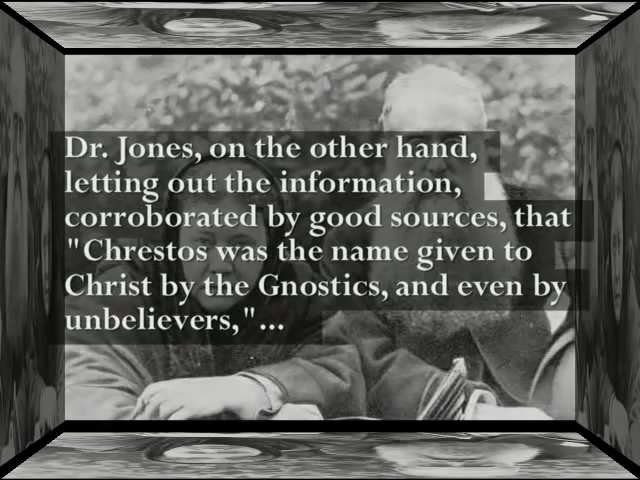 Dr. Jones, on the other hand,
letting out the information,
corroborated by good sources, that
"Chrestos was the name given to
Christ by the Gnostics, and even by
unbelievers,"...